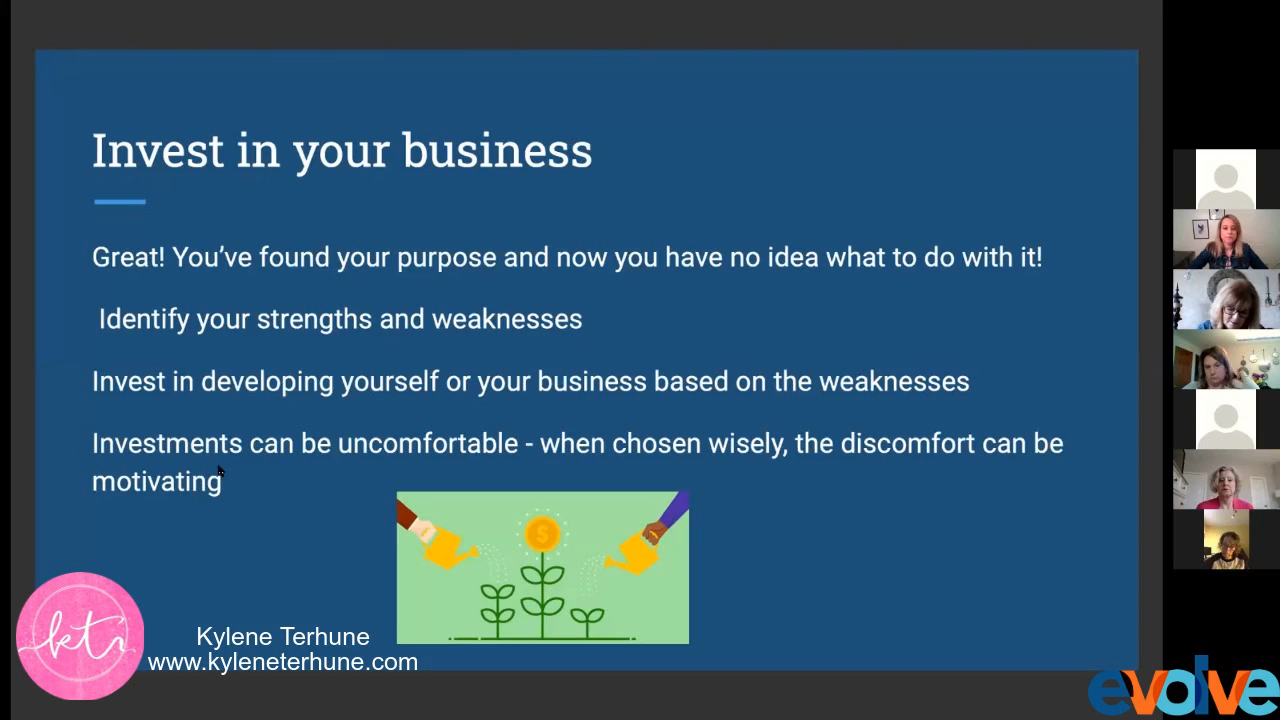 Invest in your business
Great! You’ve found your purpose and now you have no idea what to do with it!
Identify your strengths and weaknesses
Invest in developing yourself or your business based on the weaknesses
Investments can be uncomfortable - when chosen wisely, the discomfort can be
motivating
$
ktr
Kylene Terhune
www.kyleneterhune.com
evolve